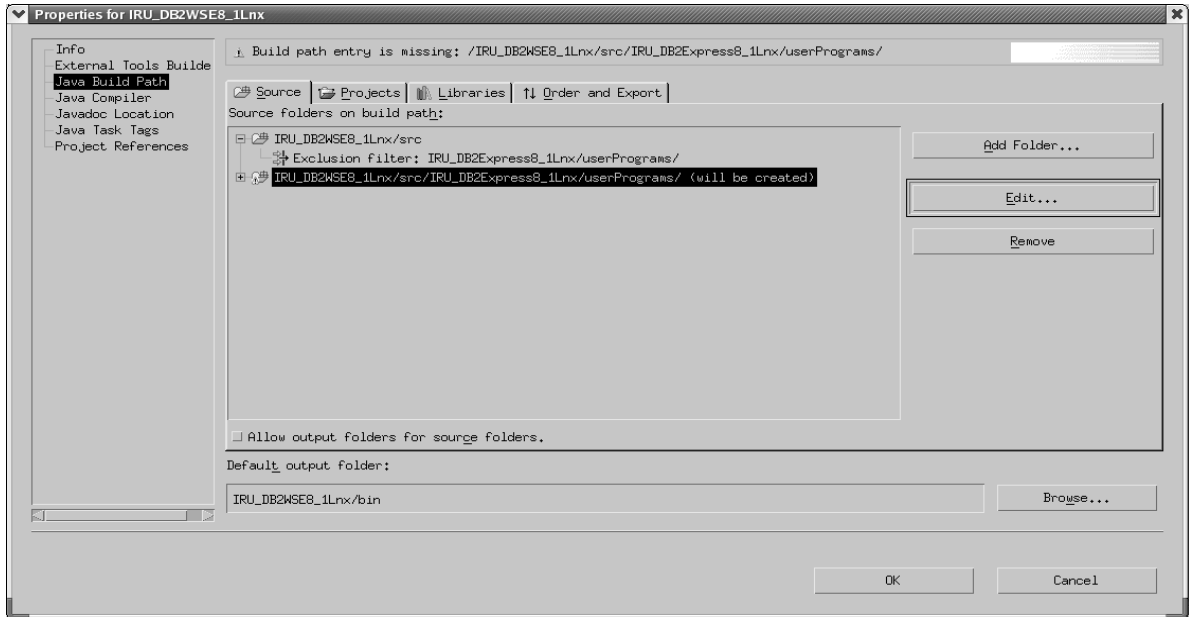 Properties for IRU_DB2WSE8_1Lnx
Info
External Tools Builde
Java Build Path
Java Compiler
Javadoc Location
Java Task Tags
Project References
Build path entry is missing: /IRU_DB2WSE8_1Lnx/src/IRU_DB2Express8_1Lnx/userPrograms/
Source Projects Libraries Order and Export
Source folders on build path:
IRU_DB2WSE8_1Lnx/src
Exclusion filter: IRU_DB2Express8_1Lnx/userPrograms/
IRU_DB2WSE8_1Lnx/src/IRU_DB2Express8_1Lnx/userPrograms/ (will be created)
Add Folder...
Edit...
Remove
Allow output folders for source folders.
Default output folder:
IRU_DB2WSE8_1Lnx/bin
Browse...
OK
Cancel